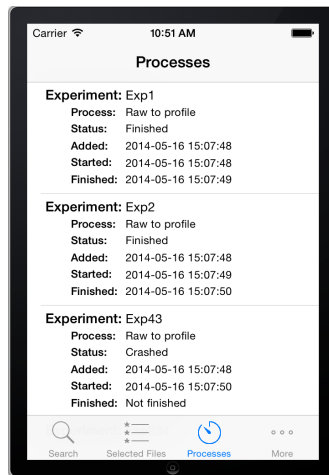 Carrier 10:51 AM
Processes
Experiment: Exp1
Process: Raw to profile
Status: Finished
Added: 2014-05-16 15:07:48
Started: 2014-05-16 15:07:48
Finished: 2014-05-16 15:07:49
Experiment: Exp2
Process: Raw to profile
Status: Finished
Added: 2014-05-16 15:07:48
Started: 2014-05-16 15:07:49
Finished: 2014-05-16 15:07:50
Experiment: Exp43
Process: Raw to profile
Status: Crashed
Added: 2014-05-16 15:07:48
Started: 2014-05-16 15:07:50
Finished: Not finished
Search Selected Files Processes More